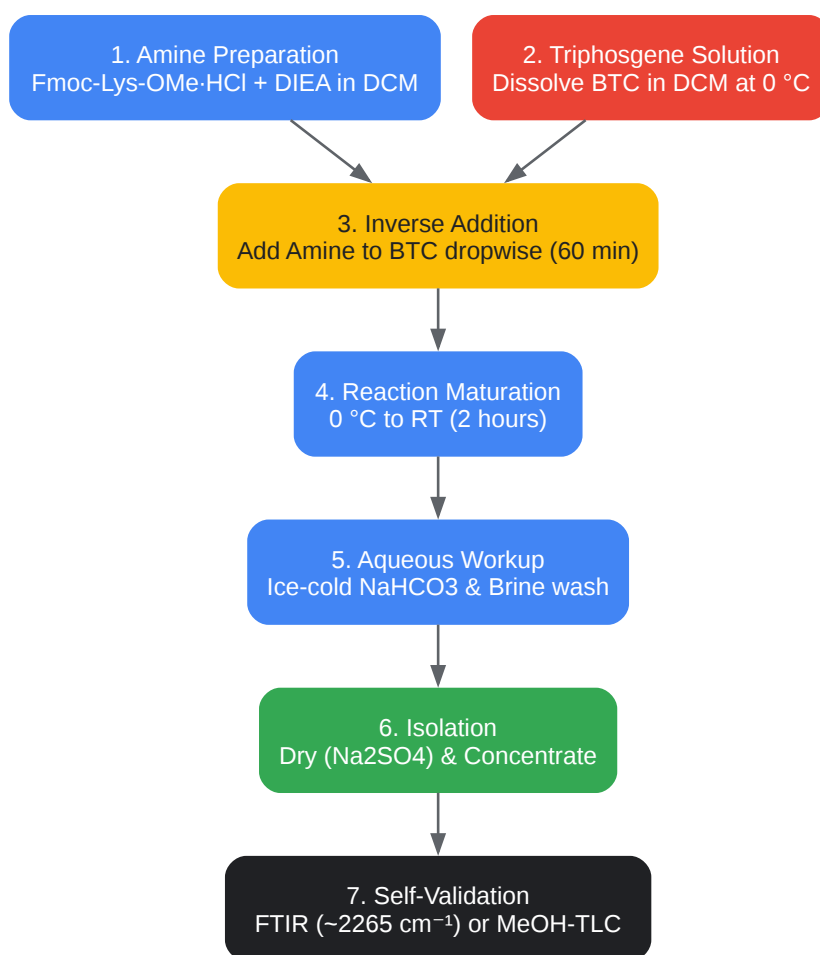 1. Amine Preparation
Fmoc-Lys-OMe·HCl + DIEA in DCM
2. Triphosgene Solution
Dissolve BTC in DCM at 0 °C
3. Inverse Addition
Add Amine to BTC dropwise (60 min)
4. Reaction Maturation
0 °C to RT (2 hours)
5. Aqueous Workup
Ice-cold NaHCO3 & Brine wash
6. Isolation
Dry (Na2SO4) & Concentrate
7. Self-Validation
FTIR (~2265 cm⁻¹) or MeOH-TLC